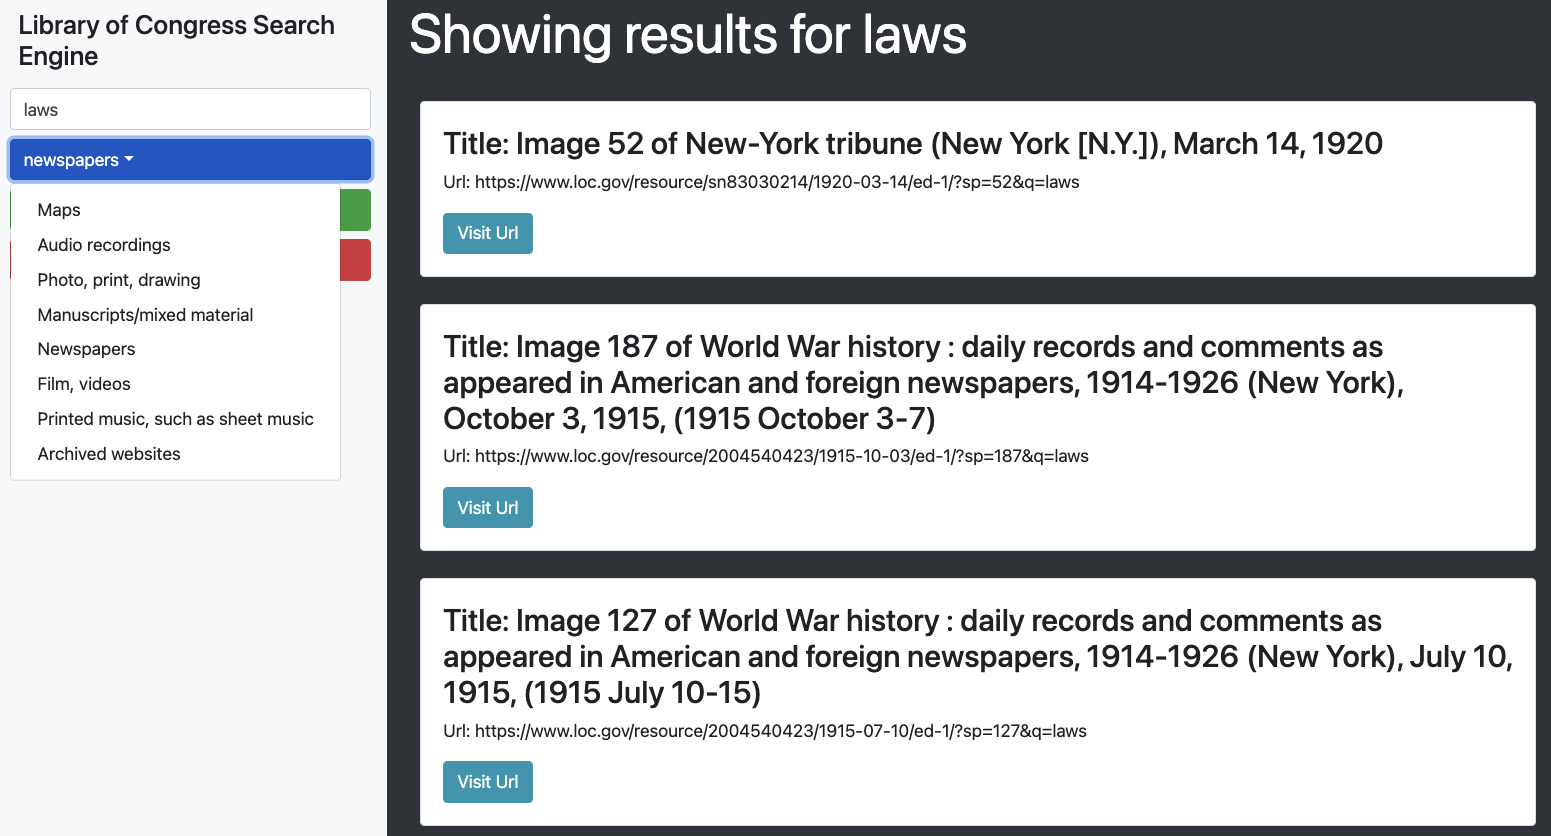 Library of Congress Search
Engine
laws
newspapers
Maps
Audio recordings
Photo, print, drawing
Manuscripts/mixed material
Newspapers
Film, videos
Printed music, such as sheet music
Archived websites
Showing results for laws
Title: Image 52 of New-York tribune (New York [N.Y.]), March 14, 1920
Url: https://www.loc.gov/resource/sn83030214/1920-03-14/ed-1/?sp=52&q=laws
Visit Url
Title: Image 187 of World War history : daily records and comments as
appeared in American and foreign newspapers, 1914-1926 (New York),
October 3, 1915, (1915 October 3-7)
Url: https://www.loc.gov/resource/2004540423/1915-10-03/ed-1/?sp=187&q=laws
Visit Url
Title: Image 127 of World War history : daily records and comments as
appeared in American and foreign newspapers, 1914-1926 (New York), July 10,
1915, (1915 July 10-15)
Url: https://www.loc.gov/resource/2004540423/1915-07-10/ed-1/?sp=127&q=laws
Visit Url